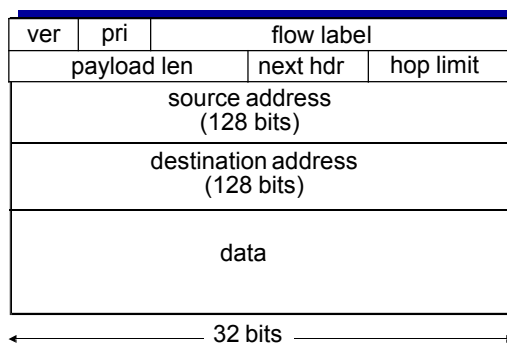 ver pri flow label
payload len next hdr hop limit
source address
(128 bits)
destination address
(128 bits)
data
32 bits